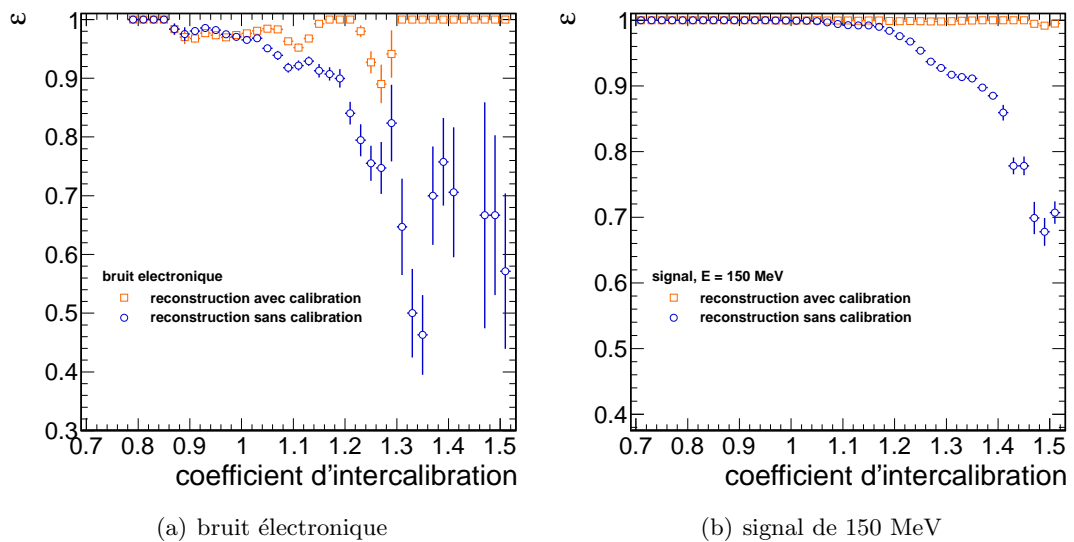 ε
1
0.9
0.8
0.7
0.6
0.5
0.4
0.3
bruit electronique
reconstruction avec calibration
reconstruction sans calibration
0.7 0.8 0.9 1 1.1 1.2 1.3 1.4 1.5
coefficient d'intercalibration
(a) bruit électronique
ε
1
0.9
0.8
0.7
0.6
0.5
0.4
signal, E = 150 MeV
reconstruction avec calibration
reconstruction sans calibration
0.7 0.8 0.9 1 1.1 1.2 1.3 1.4 1.5
coefficient d'intercalibration
(b) signal de 150 MeV